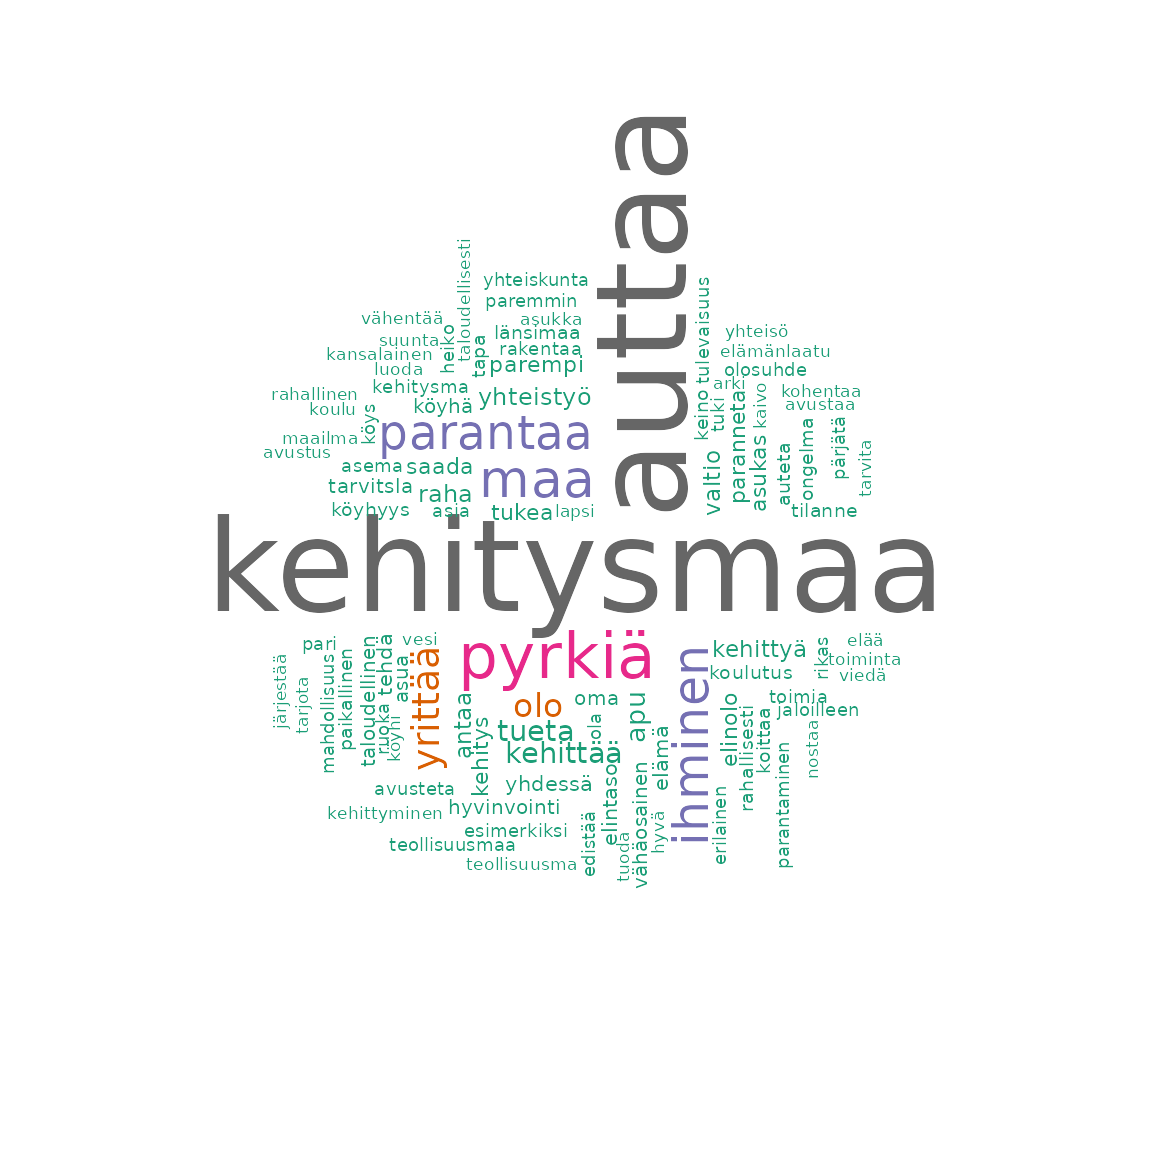 auttaa
taloudellisesti
yhteiskunta
paremmin
vähentää
asukka
suunta
heiko
tapa
länsimaa
rakentaa
kansalainen
luoda
parempi
tulevaisuus
yhteisö
elämänlaatu
olosuhde
rahallinen
kehitysma
koulu
köyhä
yhteistyö
köys
keino
tuki
arki
parannetaan
kaivo
kohentaa
avustaa
maailma
avustus
parantaa
asema
saada
maa
valtio
asukas
auteta
ongelma
pärjätä
tarvita
tarvitsla
raha
köyhyys
asia
tukea
lapsi
tilanne
kehitysmaa
pari
vesi
pyrkiä
kehittyä
rikas
elää
toiminta
viedä
koulutus
järjestää
tarjota
mahdollisuus
paikallinen
taloudellinen
ruoka
tehdä
köyhi
asua
yrittää
antaa
kehitys
olo
oma
apu
ihminen
elinolo
toimia
jaloilleen
tueta
olla
kehittää
elämä
rahallisesti
koittaa
nostaa
yhdessä
elintaso
vähäosainen
parantaminen
erilainen
avusteta
hyvinvointi
kehittyminen
esimerkiksi
edistää
tuoda
hyvä
teollisuusmaa
teollisuusma